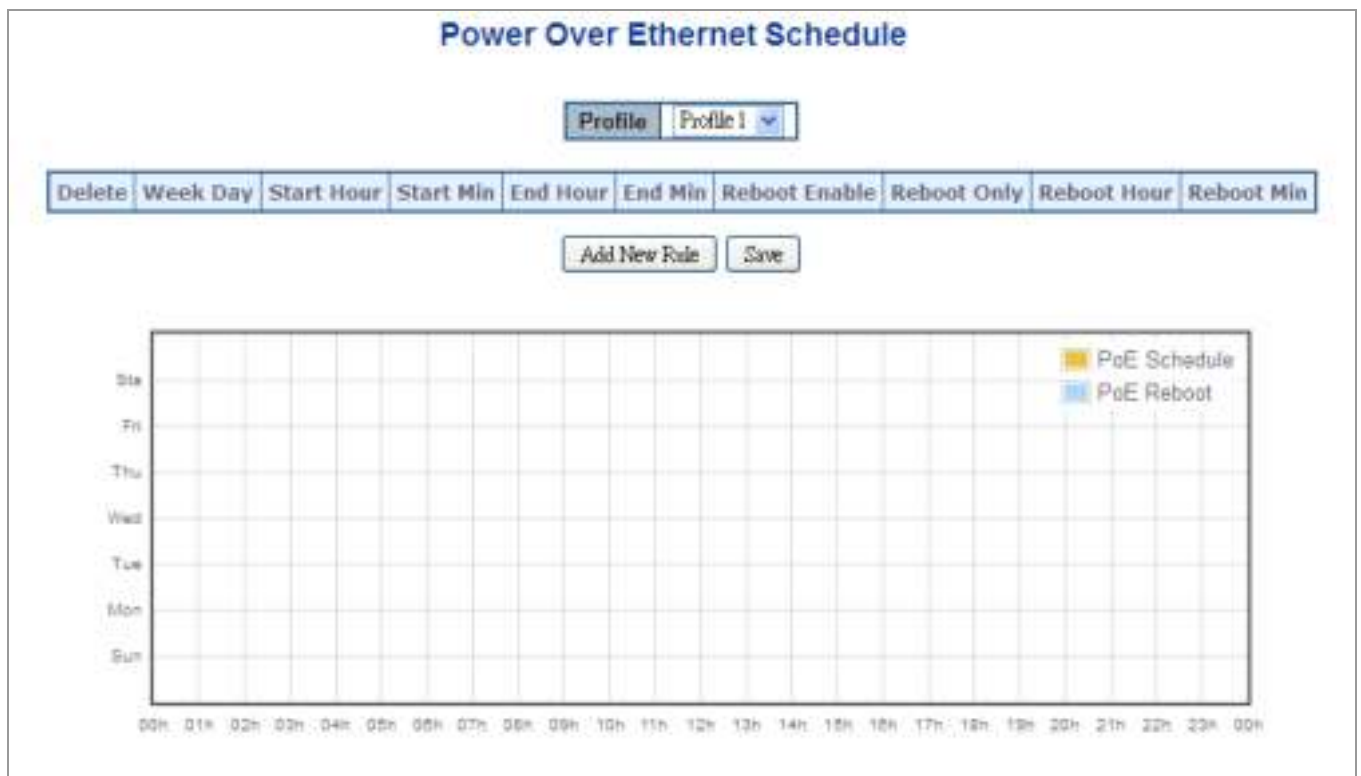 Power Over Ethernet Schedule
Profile Profile 1
Delete Week Day Start Hour Start Min End Hour End Min Reboot Enable Reboot Only Reboot Hour Reboot Min
Add New Rule Save
PoE Schedule
PoE Reboot
Sta
Fri
Thu
Wed
Tue
Mon
Sun
00h 01h 02h 03h 04h 05h 06h 07h 08h 09h 10h 11h 12h 13h 14h 15h 16h 17h 18h 19h 20h 21h 22h 23h 00h